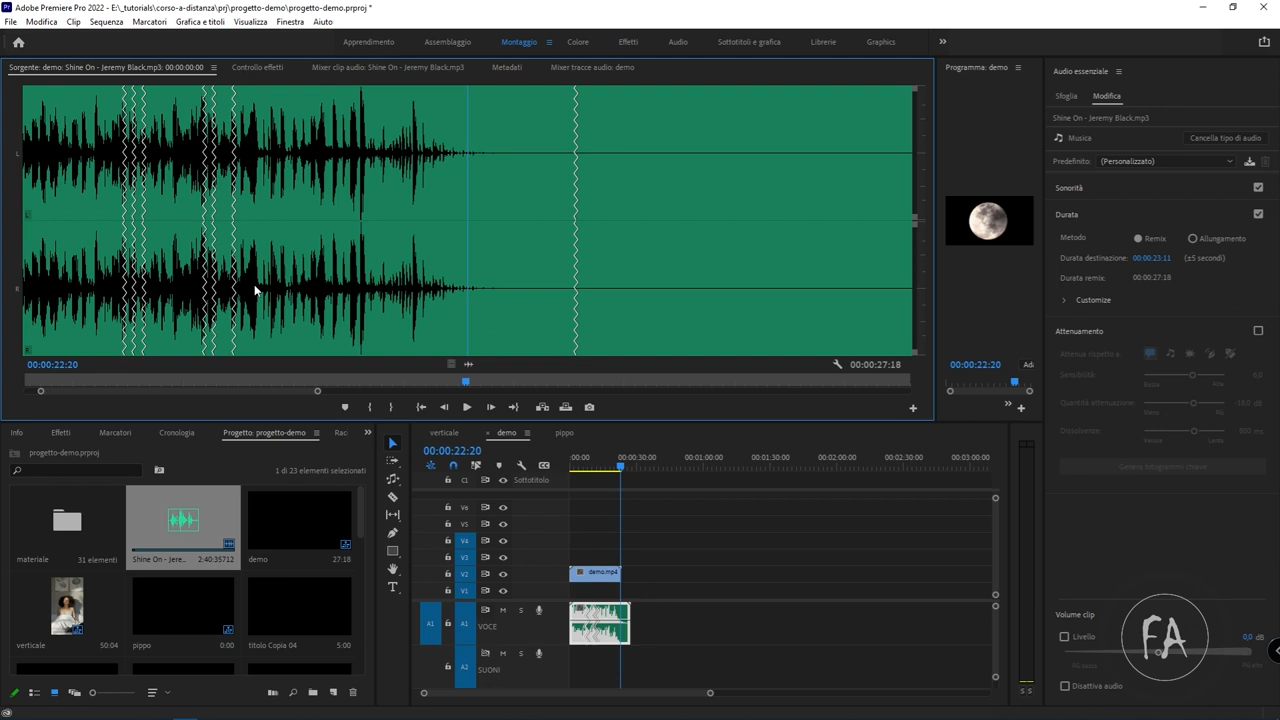 Adobe Premiere Pro 2022 - E:\_tutorials\corso-a-distanza\prj\progetto-demo\progetto-demo.prproj *
File Modifica Clip Sequenza Marcatori Grafica e titoli Visualizza Finestra Aiuto
Apprendimento Assemblaggio Montaggio Colore Effetti Audio Sottotitoli e grafica Librerie Graphics
Sorgente: demo: Shine On - Jeremy Black.mp3: 00:00:00:00 Controllo effetti Mixer clip audio: Shine On - Jeremy Black.mp3 Metadati Mixer tracce audio: demo
L
R
00:00:22:20 00:00:27:18
Programma: demo
00:00:22:20
Audio essenziale
Sfoglia Modifica
Shine On - Jeremy Black.mp3
Musica Cancella tipo di audio
Predefinito: (Personalizzato)
Sonorità
Durata
Metodo Remix Allungamento
Durata destinazione: 00:00:23:11 (±5 secondi)
Durata remix: 00:00:27:18
Customize
Attenuamento
Attenua rispetto a:
Sensibilità 6,0
Bassa Alta
Quantità attenuazione:
Dissolvenze: 800 ms
Genera fotogrammi chiave
Volume clip
Livello 0,0 dB
Disattiva audio
FA
Info Effetti Marcatori Cronologia Progetto: progetto-demo
progetto-demo.prproj
1 di 23 elementi selezionati
materiale 31 elementi
Shine On - Jere... 2:40:35712
demo 27:18
verticale 50:04
pippo 0:00
titolo Copia 04 5:00
verticale demo pippo
00:00:22:20
:00:00 00:00:30:00 00:01:00:00 00:01:30:00 00:02:00:00 00:02:30:00 00:03:00:00
C1 Sottotitolo
V6
V5
V4
V3
V2 demo.mp4
V1
A1 A1 M S
VOCE
A2 M S
SUONI
S S